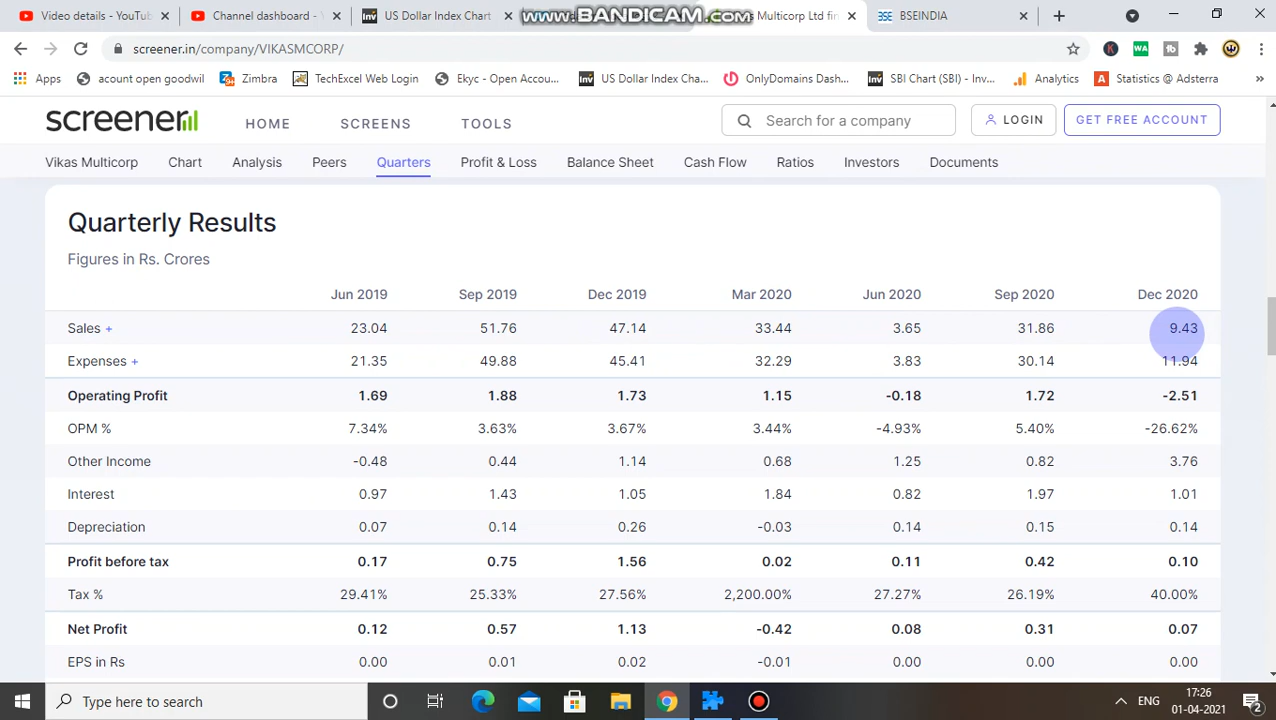 Video details - YouTu
Channel dashboard - Y
US Dollar Index Chart
www.BANDICAM.com
s Multicorp Ltd fin
BSEINDIA
screener.in/company/VIKASMCORP/
Apps
acount open goodwil
Zimbra
TechExcel Web Login
Ekyc - Open Accou...
US Dollar Index Cha...
OnlyDomains Dash...
SBI Chart (SBI) - Inv...
Analytics
Statistics @ Adsterra
screener
HOME
SCREENS
TOOLS
Search for a company
LOGIN
GET FREE ACCOUNT
Vikas Multicorp Chart Analysis Peers Quarters Profit & Loss Balance Sheet Cash Flow Ratios Investors Documents
Quarterly Results
Figures in Rs. Crores
Jun 2019 Sep 2019 Dec 2019 Mar 2020 Jun 2020 Sep 2020 Dec 2020
Sales + 23.04 51.76 47.14 33.44 3.65 31.86 9.43
Expenses + 21.35 49.88 45.41 32.29 3.83 30.14 11.94
Operating Profit 1.69 1.88 1.73 1.15 -0.18 1.72 -2.51
OPM % 7.34% 3.63% 3.67% 3.44% -4.93% 5.40% -26.62%
Other Income -0.48 0.44 1.14 0.68 1.25 0.82 3.76
Interest 0.97 1.43 1.05 1.84 0.82 1.97 1.01
Depreciation 0.07 0.14 0.26 -0.03 0.14 0.15 0.14
Profit before tax 0.17 0.75 1.56 0.02 0.11 0.42 0.10
Tax % 29.41% 25.33% 27.56% 2,200.00% 27.27% 26.19% 40.00%
Net Profit 0.12 0.57 1.13 -0.42 0.08 0.31 0.07
EPS in Rs 0.00 0.01 0.02 -0.01 0.00 0.00 0.00
Type here to search
ENG
17:26
01-04-2021
2